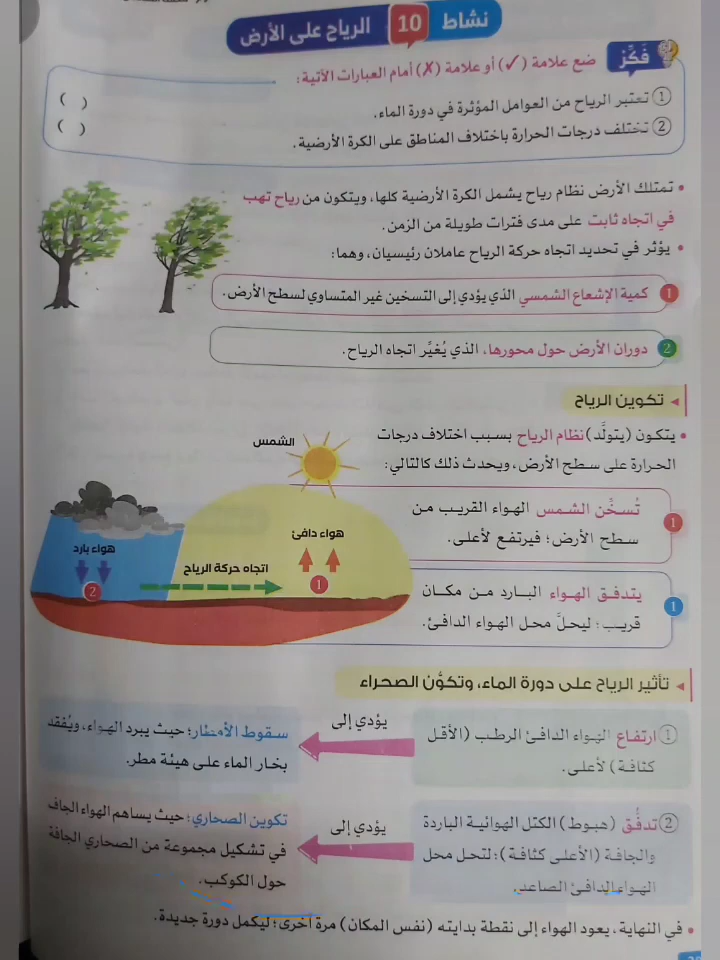 نشاط 10 الرياح على الأرض
فكِّر
ضع علامة (✓) أو علامة (✗) أمام العبارات الآتية:
① تعتبر الرياح من العوامل المؤثرة في دورة الماء. ( )
② تختلف درجات الحرارة باختلاف المناطق على الكرة الأرضية. ( )
• تمتلك الأرض نظام رياح يشمل الكرة الأرضية كلها، ويتكون من رياح تهب
في اتجاه ثابت على مدى فترات طويلة من الزمن.
• يؤثر في تحديد اتجاه حركة الرياح عاملان رئيسيان، وهما:
1 كمية الإشعاع الشمسي الذي يؤدي إلى التسخين غير المتساوي لسطح الأرض.
2 دوران الأرض حول محورها، الذي يُغيِّر اتجاه الرياح.
تكوين الرياح
• يتكون (يتولَّد) نظام الرياح بسبب اختلاف درجات
الحرارة على سطح الأرض، ويحدث ذلك كالتالي:
1 تُسخِّن الشمس الهواء القريب من
سطح الأرض؛ فيرتفع لأعلى.
1 يتدفق الهواء البارد من مكان
قريب؛ ليحلَّ محل الهواء الدافئ.
الشمس
هواء دافئ
هواء بارد
اتجاه حركة الرياح
1
2
تأثير الرياح على دورة الماء، وتكوُّن الصحراء
① ارتفاع الهواء الدافئ الرطب (الأقل
كثافة) لأعلى.
يؤدي إلى
سقوط الأمطار؛ حيث يبرد الهواء، ويُفقد
بخار الماء على هيئة مطر.
② تدفُّق (هبوط) الكتل الهوائية الباردة
والجافة (الأعلى كثافة)؛ لتحل محل
الهواء الدافئ الصاعد.
يؤدي إلى
تكوين الصحاري؛ حيث يساهم الهواء الجاف
في تشكيل مجموعة من الصحاري الجافة
حول الكوكب.
• في النهاية، يعود الهواء إلى نقطة بدايته (نفس المكان) مرة أخرى؛ ليكمل دورة جديدة.